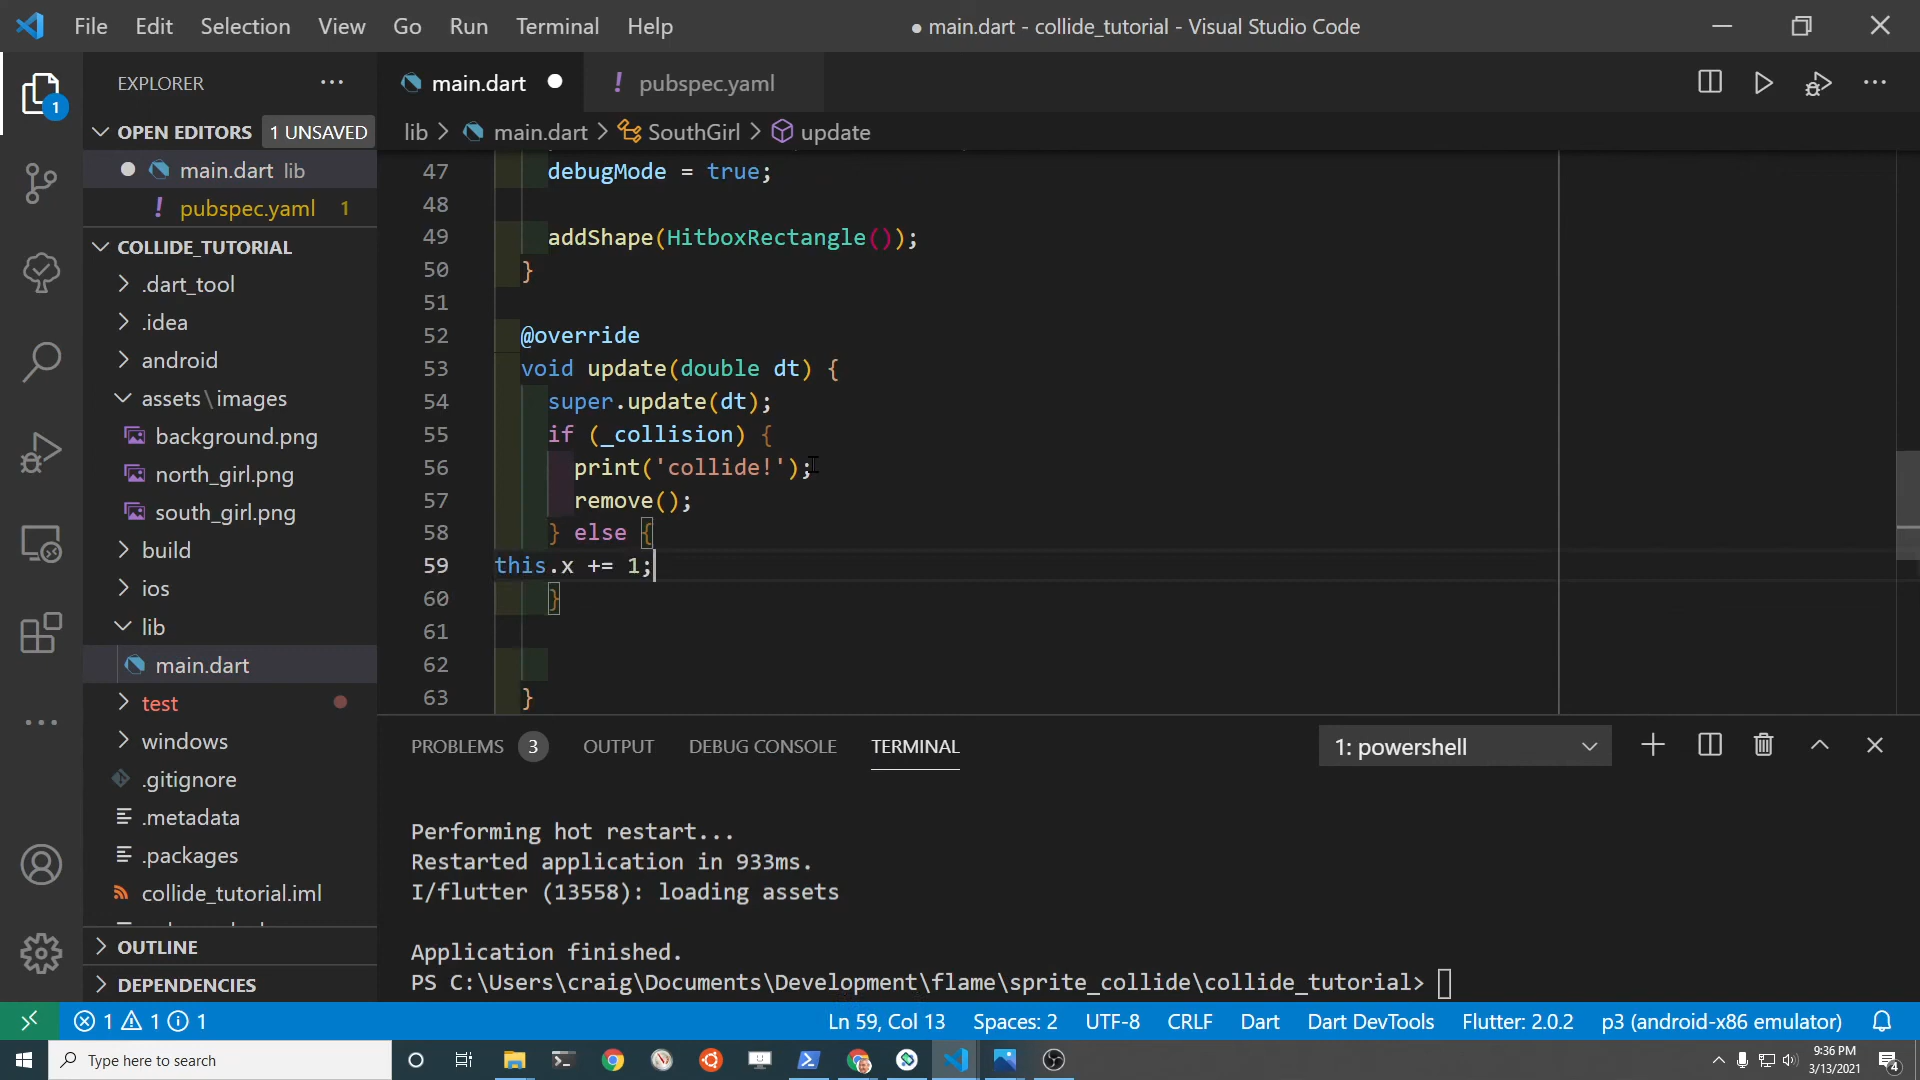 File Edit Selection View Go Run Terminal Help
● main.dart - collide_tutorial - Visual Studio Code
EXPLORER
OPEN EDITORS 1 UNSAVED
main.dart lib
! pubspec.yaml 1
COLLIDE_TUTORIAL
.dart_tool
.idea
android
assets\images
background.png
north_girl.png
south_girl.png
build
ios
lib
main.dart
test
windows
.gitignore
.metadata
.packages
collide_tutorial.iml
OUTLINE
DEPENDENCIES
1
main.dart
! pubspec.yaml
lib > main.dart > SouthGirl > update
47 debugMode = true;
48
49 addShape(HitboxRectangle());
50 }
51
52 @override
53 void update(double dt) {
54 super.update(dt);
55 if (_collision) {
56 print('collide!');
57 remove();
58 } else {
59 this.x += 1;
60 }
61
62
63 }
PROBLEMS 3 OUTPUT DEBUG CONSOLE TERMINAL
1: powershell
Performing hot restart...
Restarted application in 933ms.
I/flutter (13558): loading assets
Application finished.
PS C:\Users\craig\Documents\Development\flame\sprite_collide\collide_tutorial>
1 1 1
Ln 59, Col 13 Spaces: 2 UTF-8 CRLF Dart Dart DevTools Flutter: 2.0.2 p3 (android-x86 emulator)
Type here to search
9:36 PM
3/13/2021
4